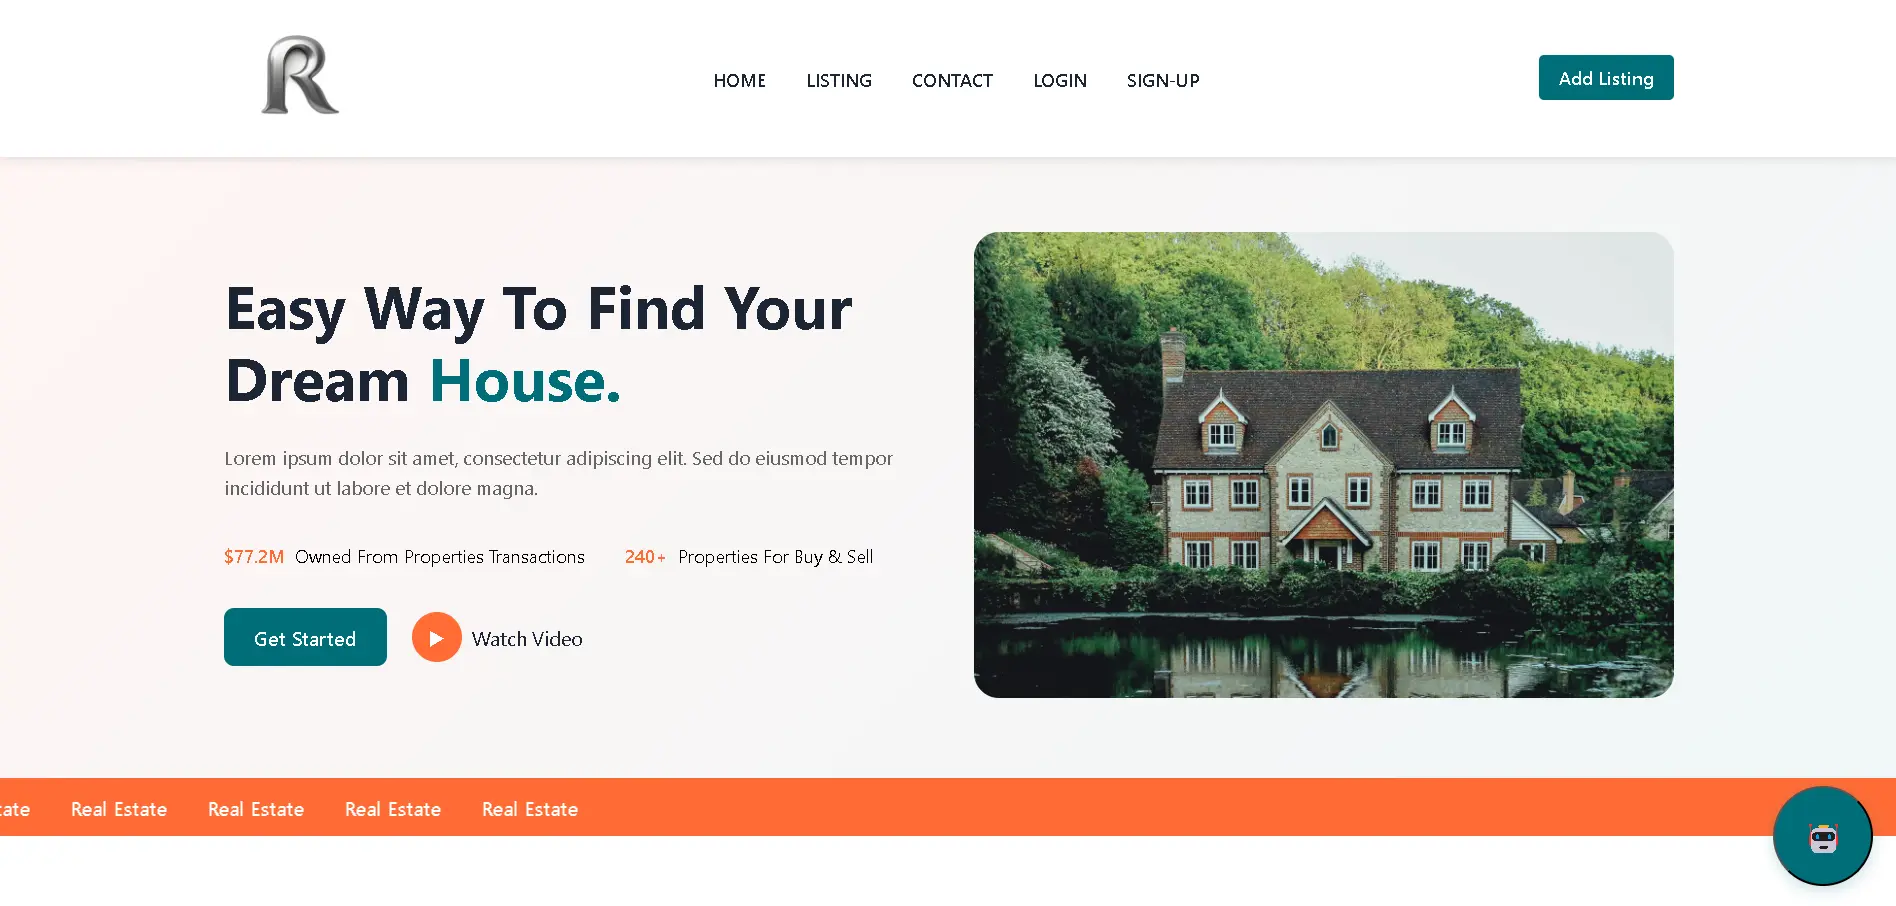 R
HOME LISTING CONTACT LOGIN SIGN-UP
Add Listing
Easy Way To Find Your
Dream House.
Lorem ipsum dolor sit amet, consectetur adipiscing elit. Sed do eiusmod tempor
incididunt ut labore et dolore magna.
$77.2M Owned From Properties Transactions 240+ Properties For Buy & Sell
Get Started Watch Video
tate Real Estate Real Estate Real Estate Real Estate